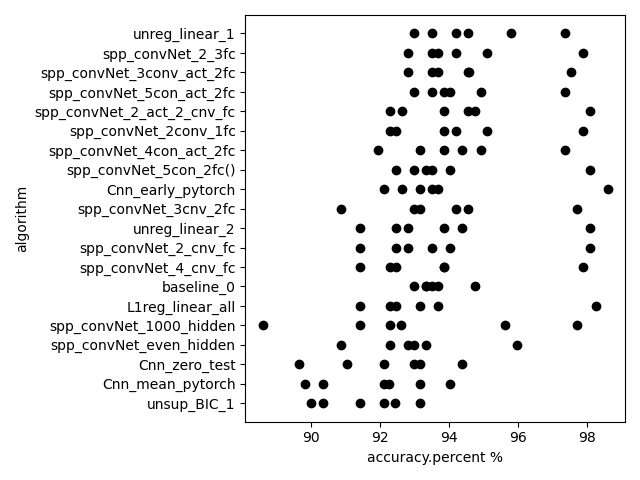 unreg_linear_1
spp_convNet_2_3fc
spp_convNet_3conv_act_2fc
spp_convNet_5con_act_2fc
spp_convNet_2_act_2_cnv_fc
spp_convNet_2conv_1fc
spp_convNet_4con_act_2fc
spp_convNet_5con_2fc()
Cnn_early_pytorch
spp_convNet_3cnv_2fc
unreg_linear_2
spp_convNet_2_cnv_fc
spp_convNet_4_cnv_fc
baseline_0
L1reg_linear_all
spp_convNet_1000_hidden
spp_convNet_even_hidden
Cnn_zero_test
Cnn_mean_pytorch
unsup_BIC_1
algorithm
90 92 94 96 98
accuracy.percent %